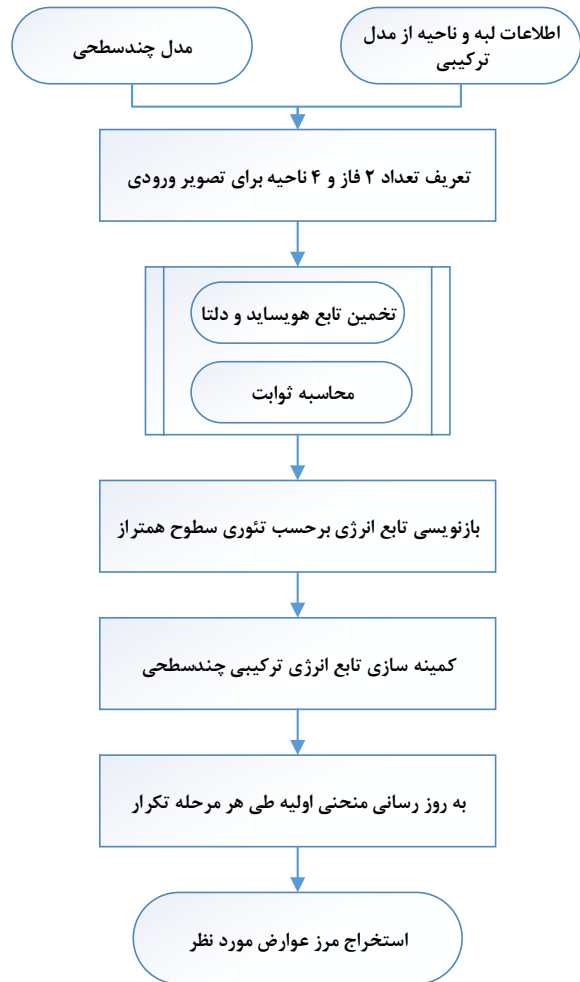 اطلاعات لبه و ناحیه از مدل
ترکیبی
مدل چندسطحی
تعریف تعداد ۲ فاز و ۴ ناحیه برای تصویر ورودی
تخمین تابع هویساید و دلتا
محاسبه ثوابت
بازنویسی تابع انرژی برحسب تئوری سطوح همتراز
کمینه سازی تابع انرژی ترکیبی چندسطحی
به روز رسانی منحنی اولیه طی هر مرحله تکرار
استخراج مرز عوارض مورد نظر